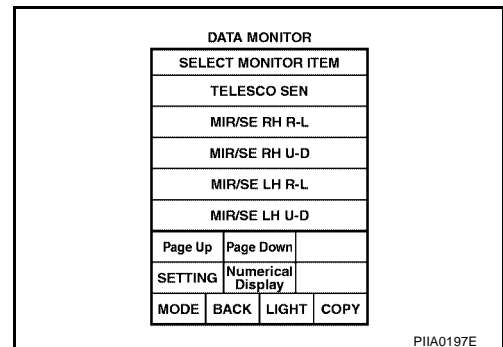 DATA MONITOR
SELECT MONITOR ITEM
TELESCO SEN
MIR/SE RH R-L
MIR/SE RH U-D
MIR/SE LH R-L
MIR/SE LH U-D
Page Up Page Down
SETTING Numerical
Display
MODE BACK LIGHT COPY
PIIA0197E